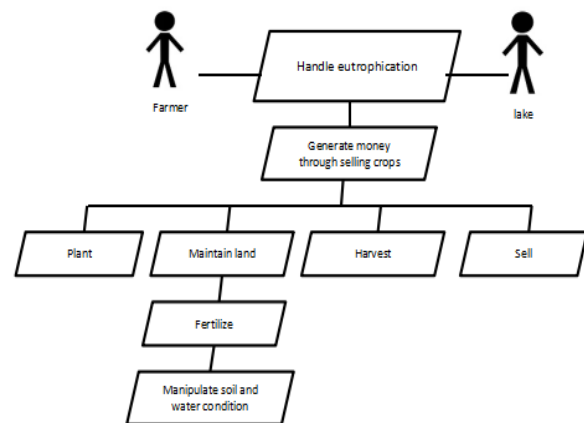 Handle eutrophication
Farmer
lake
Generate money
through selling crops
Plant
Maintain land
Harvest
Sell
Fertilize
Manipulate soil and
water condition